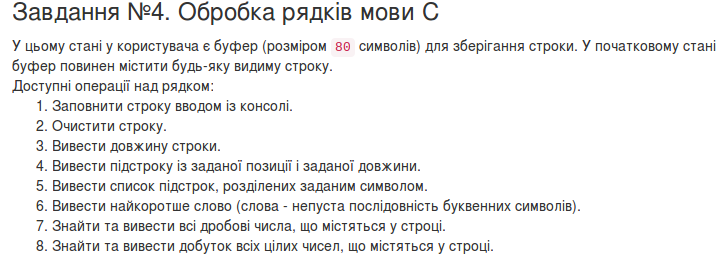 Завдання №4. Обробка рядків мови С
У цьому стані у користувача є буфер (розміром 80 символів) для зберігання строки. У початковому стані
буфер повинен містити будь-яку видиму строку.
Доступні операції над рядком:
1. Заповнити строку вводом із консолі.
2. Очистити строку.
3. Вивести довжину строки.
4. Вивести підстроку із заданої позиції і заданої довжини.
5. Вивести список підстрок, розділених заданим символом.
6. Вивести найкоротше слово (слова - непуста послідовність буквенних символів).
7. Знайти та вивести всі дробові числа, що містяться у строці.
8. Знайти та вивести добуток всіх цілих чисел, що містяться у строці.